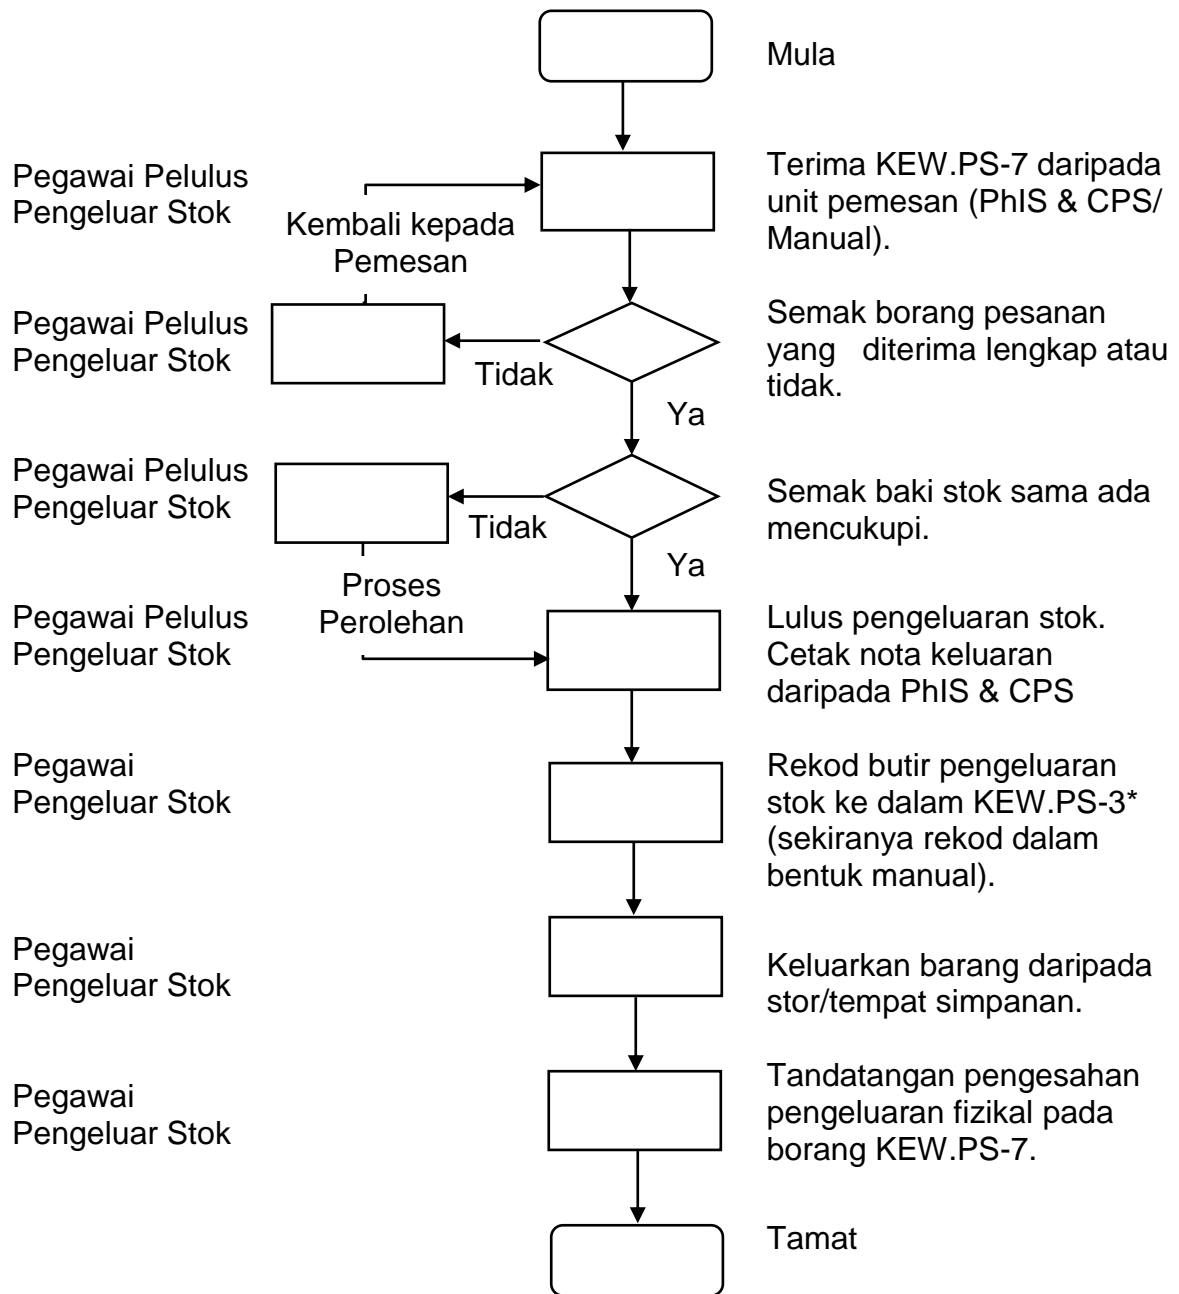 Mula
Pegawai Pelulus
Pengeluar Stok
Terima KEW.PS-7 daripada
unit pemesan (PhIS & CPS/
Manual).
Kembali kepada
Pemesan
Pegawai Pelulus
Pengeluar Stok
Tidak
Semak borang pesanan
yang diterima lengkap atau
tidak.
Ya
Pegawai Pelulus
Pengeluar Stok
Tidak
Semak baki stok sama ada
mencukupi.
Ya
Proses
Perolehan
Pegawai Pelulus
Pengeluar Stok
Lulus pengeluaran stok.
Cetak nota keluaran
daripada PhIS & CPS
Pegawai
Pengeluar Stok
Rekod butir pengeluaran
stok ke dalam KEW.PS-3*
(sekiranya rekod dalam
bentuk manual).
Pegawai
Pengeluar Stok
Keluarkan barang daripada
stor/tempat simpanan.
Pegawai
Pengeluar Stok
Tandatangan pengesahan
pengeluaran fizikal pada
borang KEW.PS-7.
Tamat